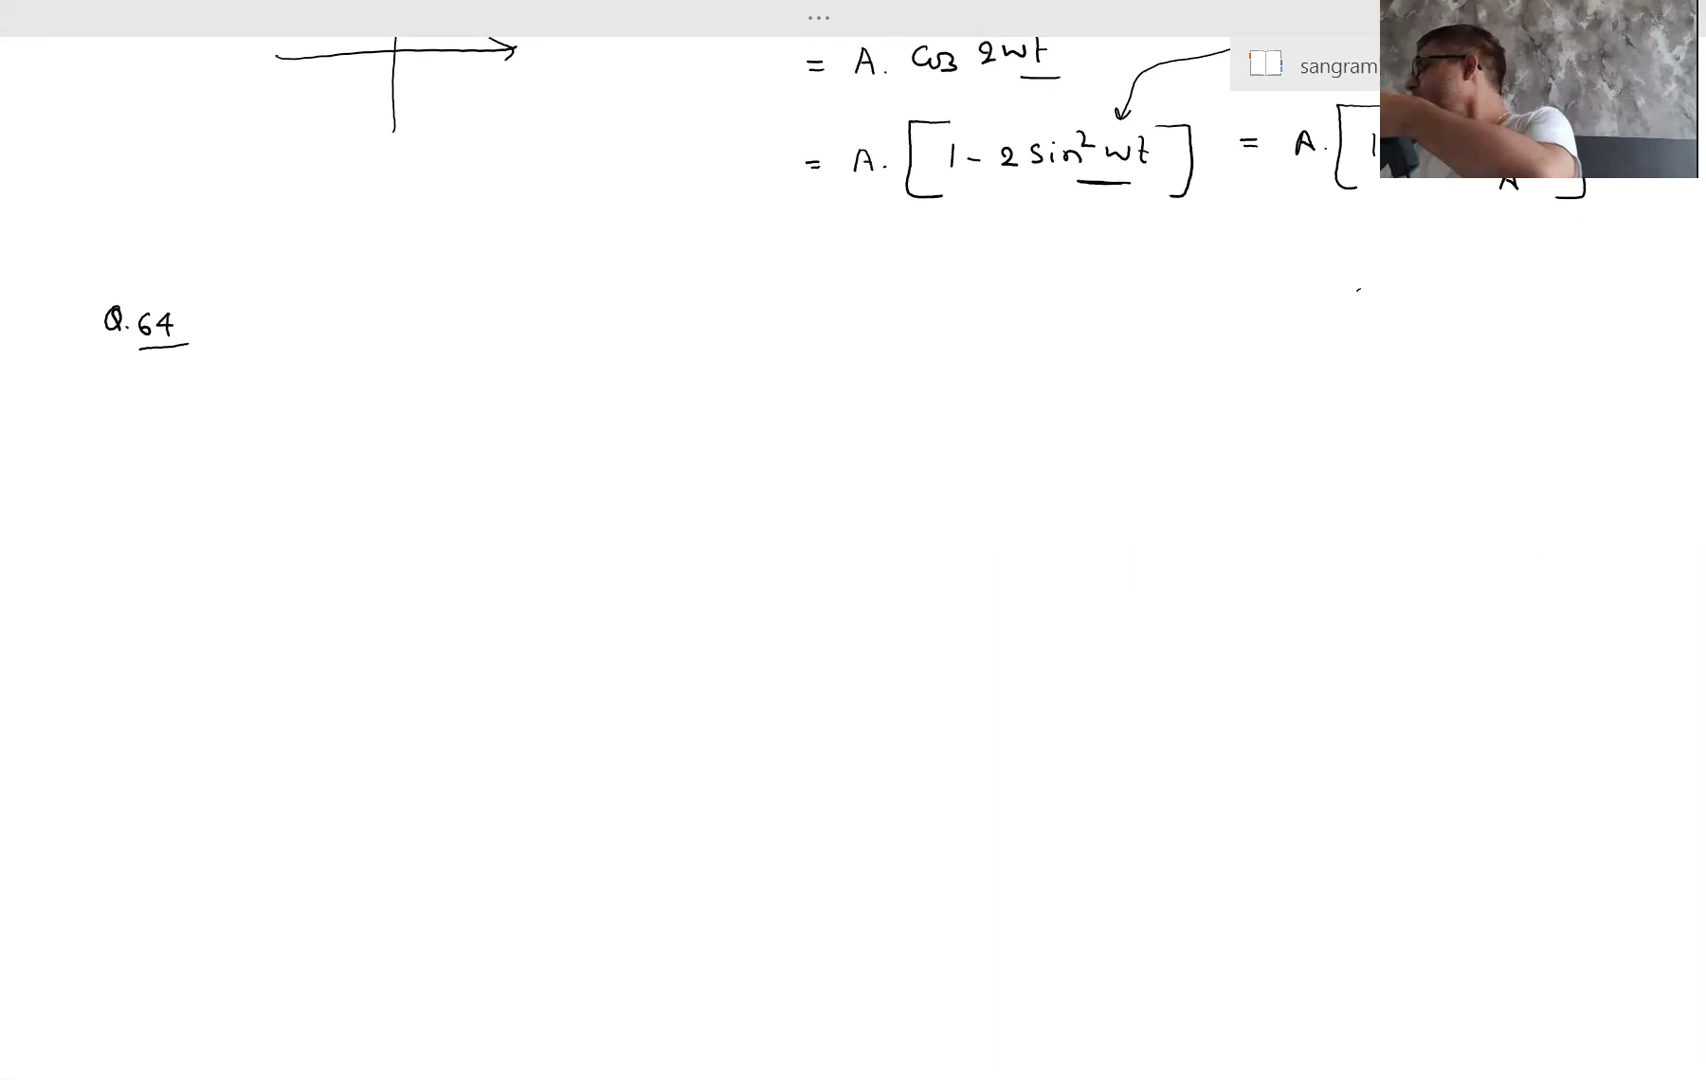 = A. Cos 2wt
sangram
= A. [1 - 2 sin² wt] = A. [1
A ]
Q. 64